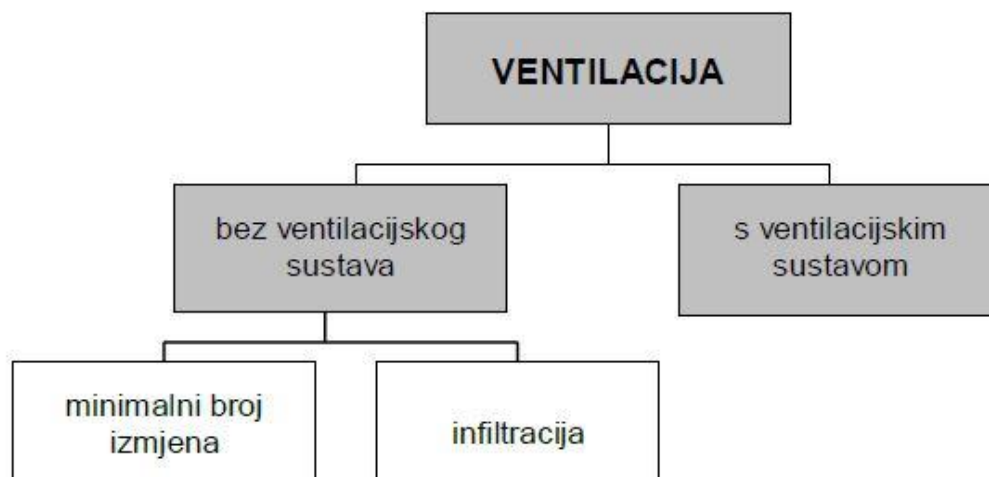 VENTILACIJA
bez ventilacijskog
sustava
s ventilacijskim
sustavom
minimalni broj
izmjena
infiltracija